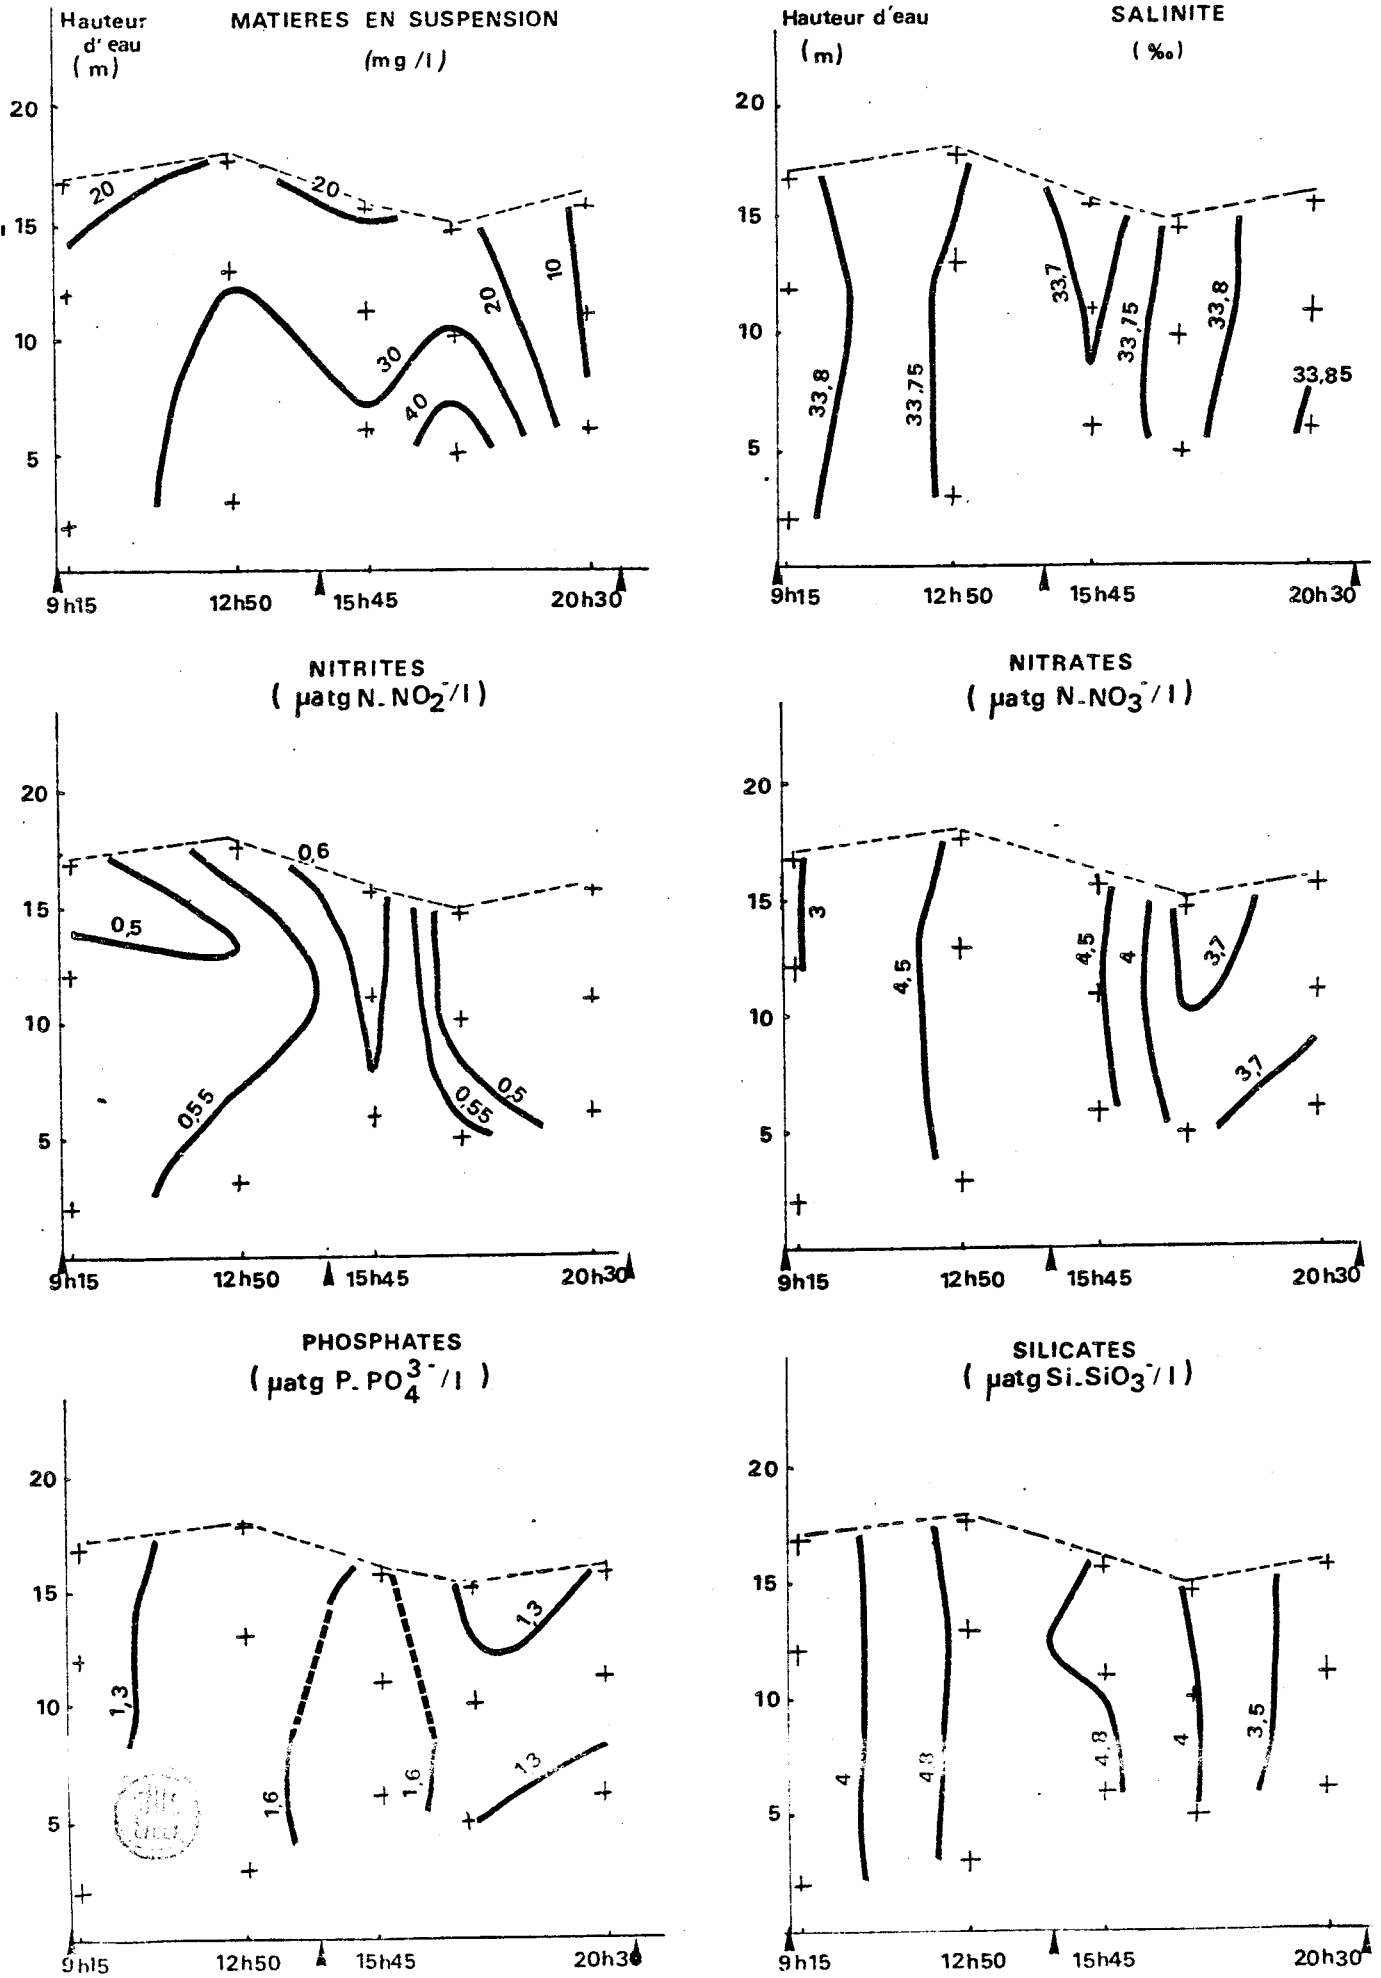 Hauteur
d'eau
(m)
MATIERES EN SUSPENSION
(mg/l)
20
15
10
5
20
20
30
40
20
10
9h15 12h50 15h45 20h30
Hauteur d'eau
(m)
SALINITE
(‰)
20
15
10
5
33,8
33,75
33,7
33,75
33,8
33,85
9h15 12h50 15h45 20h30
NITRITES
(µatg N-NO2-/l)
20
15
10
5
0,5
0,55
0,6
0,55
0,5
9h15 12h50 15h45 20h30
NITRATES
(µatg N-NO3-/l)
20
15
10
5
3
4,5
4,5
4
3,7
3,7
9h15 12h50 15h45 20h30
PHOSPHATES
(µatg P-PO4 3-/l)
20
15
10
5
1,3
1,6
1,6
1,3
1,3
9h15 12h50 15h45 20h30
SILICATES
(µatg Si-SiO3-/l)
20
15
10
5
4
4,8
4,8
4
3,5
9h15 12h50 15h45 20h30